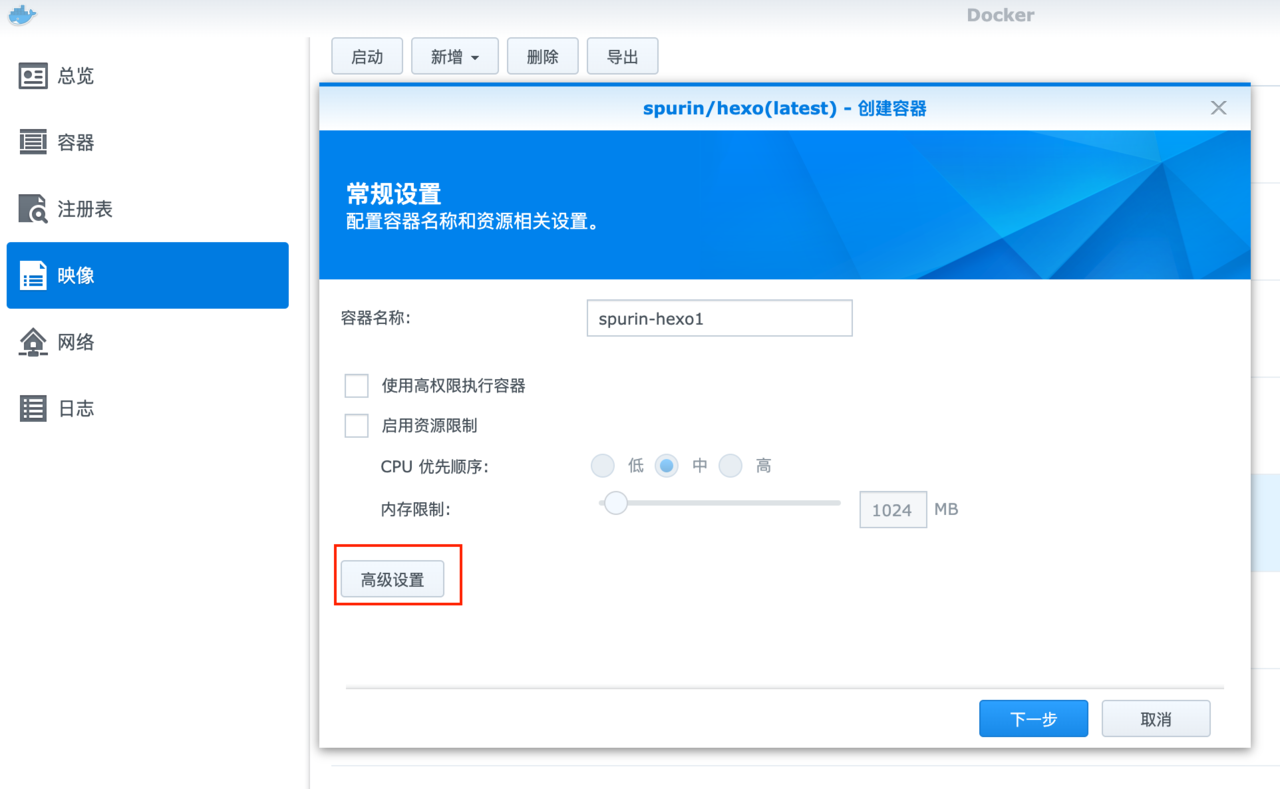 Docker
总览
容器
注册表
映像
网络
日志
启动 新增 删除 导出
spurin/hexo(latest) - 创建容器
常规设置
配置容器名称和资源相关设置。
容器名称: spurin-hexo1
使用高权限执行容器
启用资源限制
CPU 优先顺序: 低 中 高
内存限制: 1024 MB
高级设置
下一步 取消